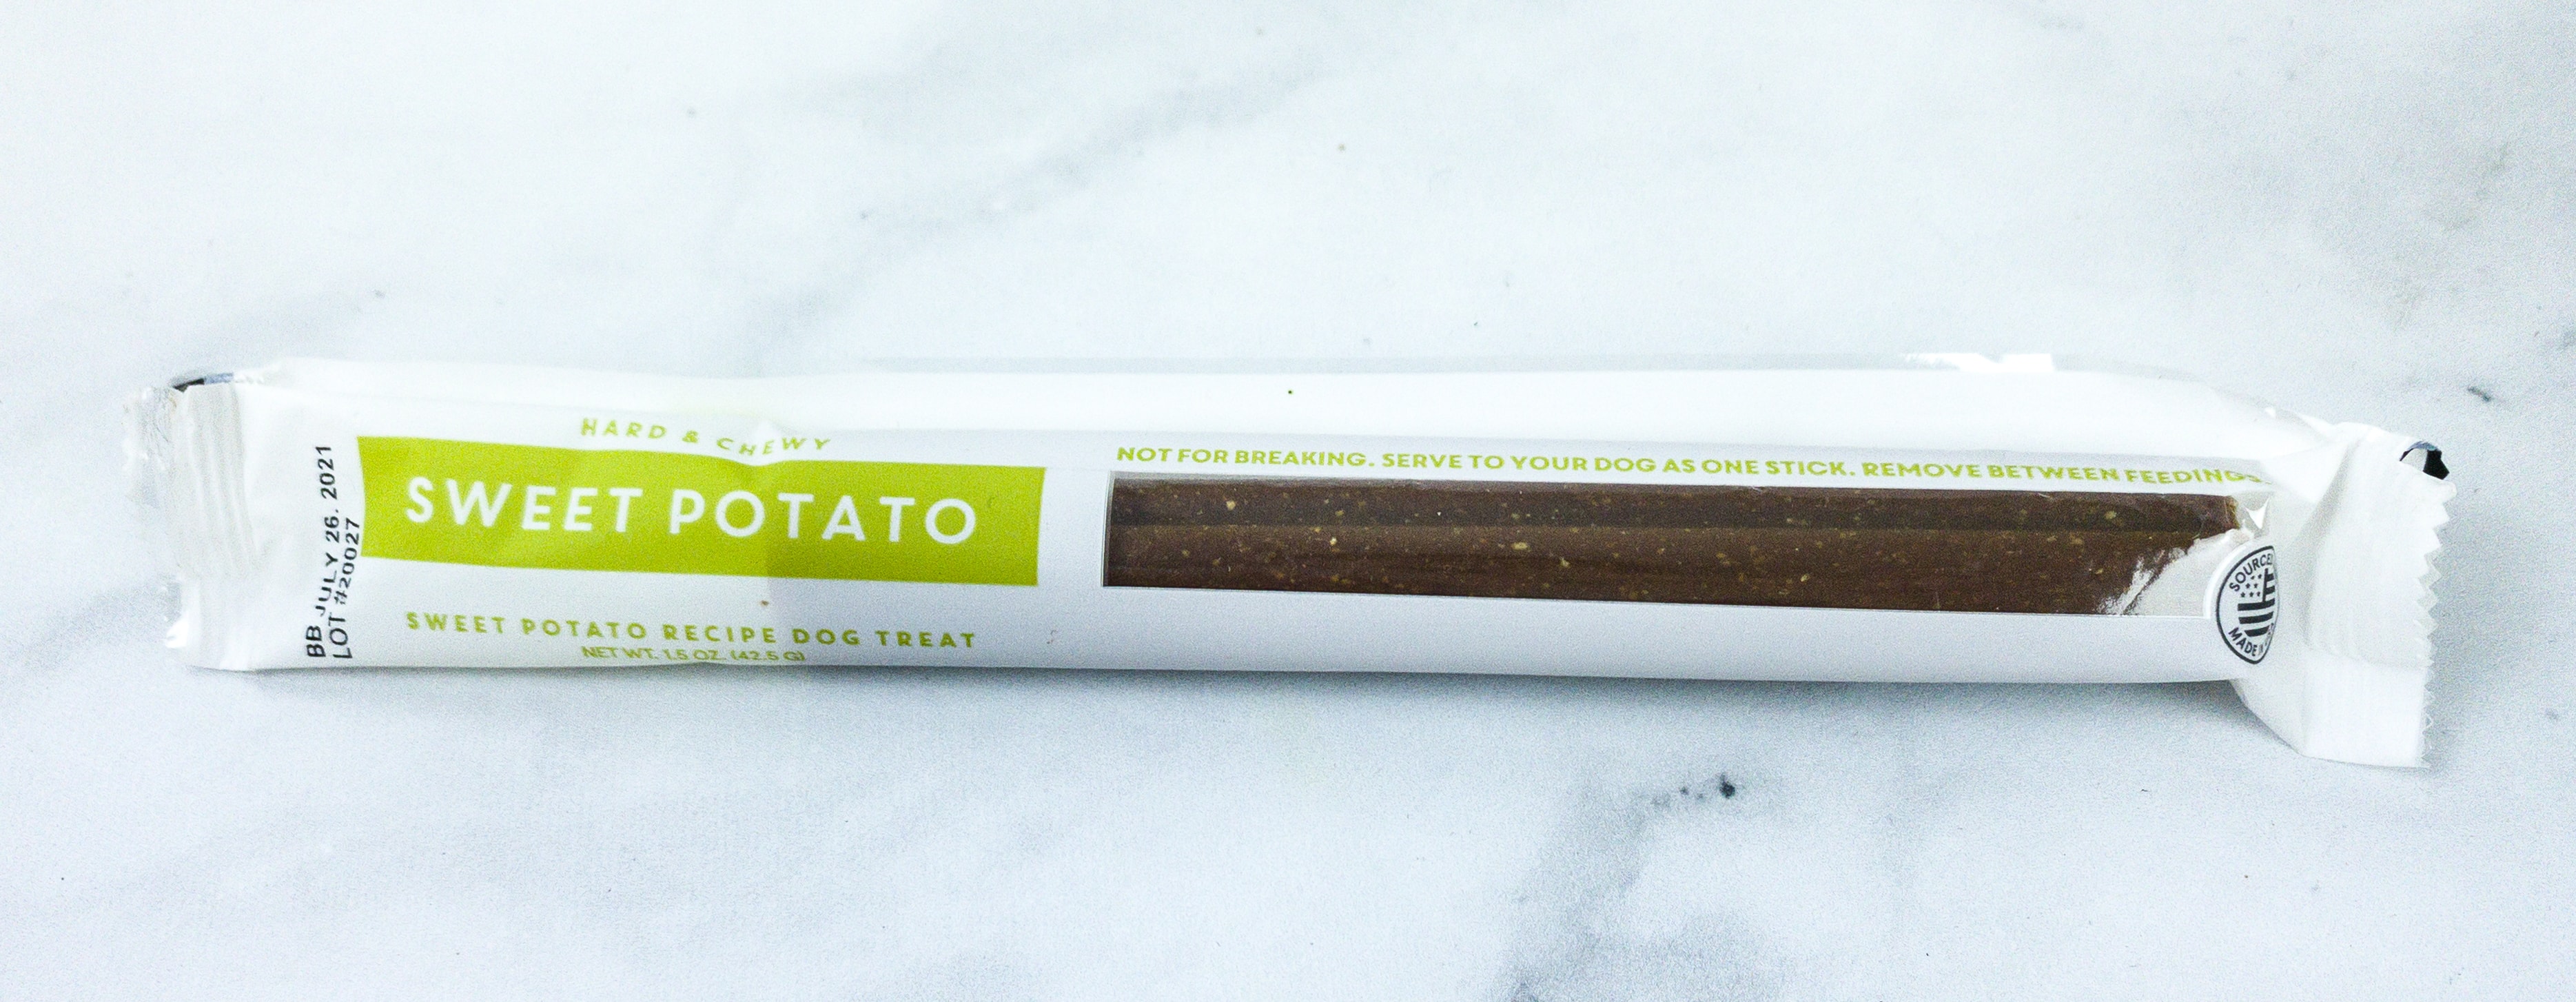 BB JULY 26. 2021
LOT #20027
HARD & CHEWY
SWEET POTATO
SWEET POTATO RECIPE DOG TREAT
NET WT. 1.5 OZ. (42.5 G)
NOT FOR BREAKING. SERVE TO YOUR DOG AS ONE STICK. REMOVE BETWEEN FEEDINGS.
MADE IN